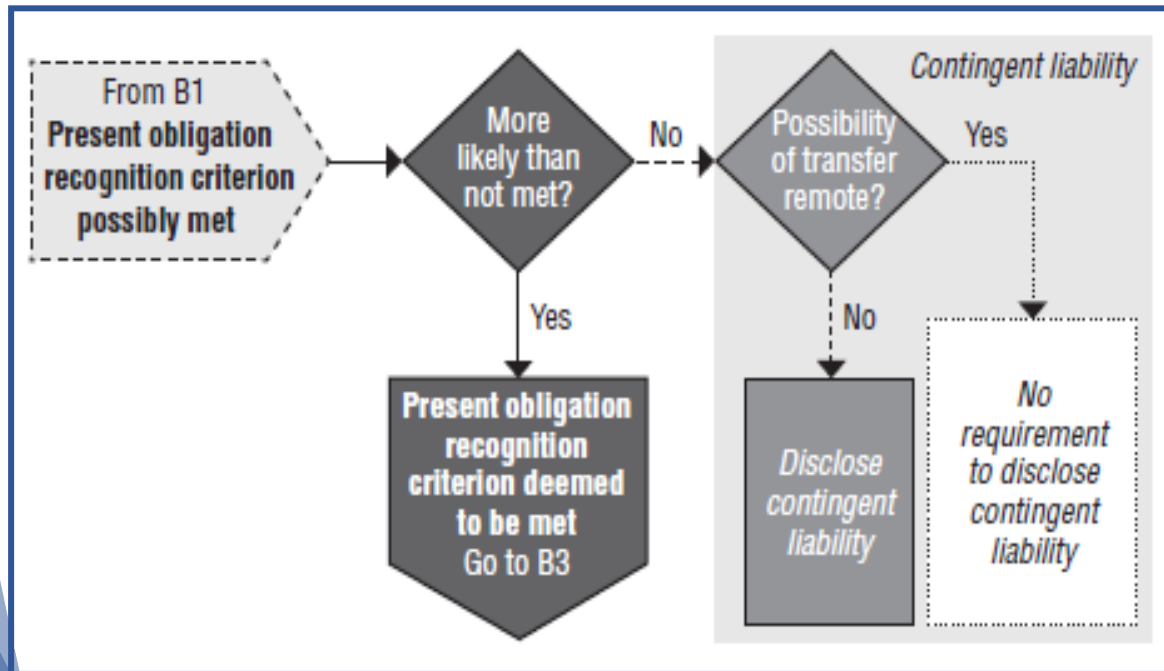 From B1
Present obligation
recognition criterion
possibly met
More
likely than
not met?
No
Contingent liability
Possibility
of transfer
remote?
Yes
Yes
No
Present obligation
recognition
criterion deemed
to be met
Go to B3
Disclose
contingent
liability
No
requirement
to disclose
contingent
liability